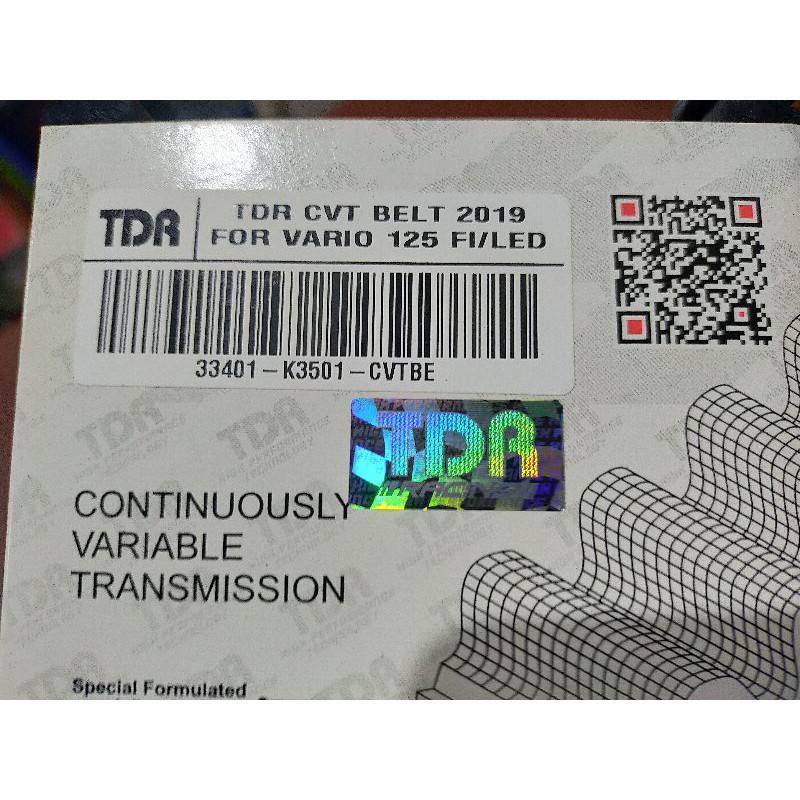 TDR
TDR CVT BELT 2019
FOR VARIO 125 FI/LED
33401-K3501-CVTBE
TDR
CONTINUOUSLY
VARIABLE
TRANSMISSION
Special Formulated